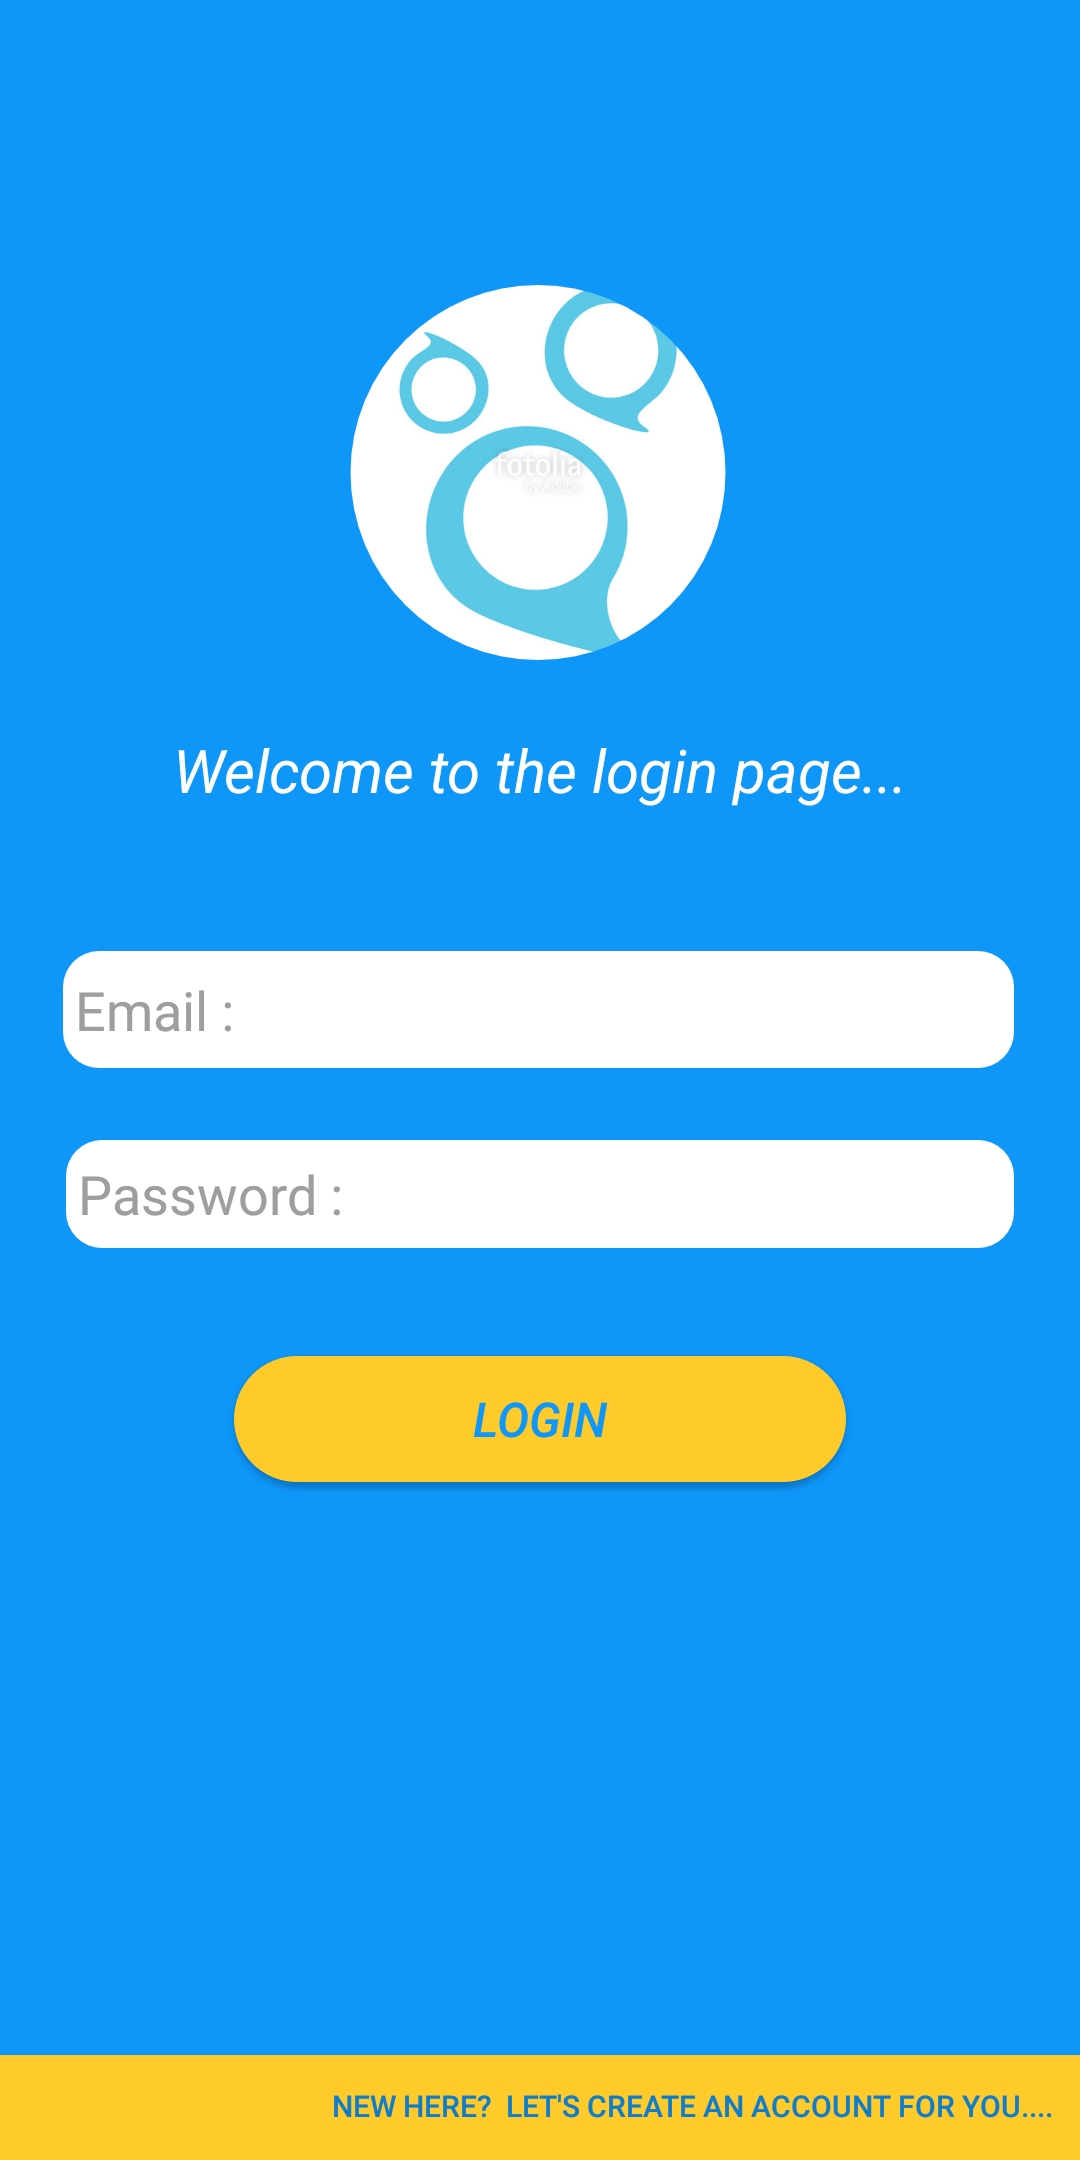 fotolia
by Adobe
Welcome to the login page...
Email :
Password :
LOGIN
NEW HERE?  LET'S CREATE AN ACCOUNT FOR YOU....